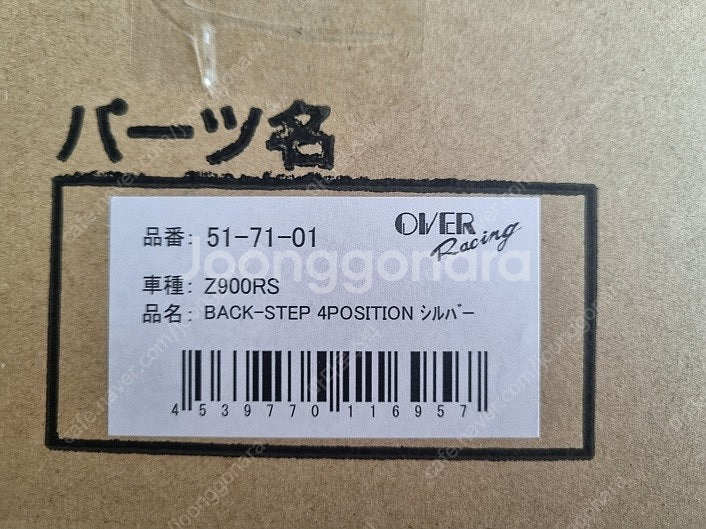 パーツ名
OVER Racing
品番: 51-71-01
車種: Z900RS
品名: BACK-STEP 4POSITION シルバー
4539770116957
Joonggonara